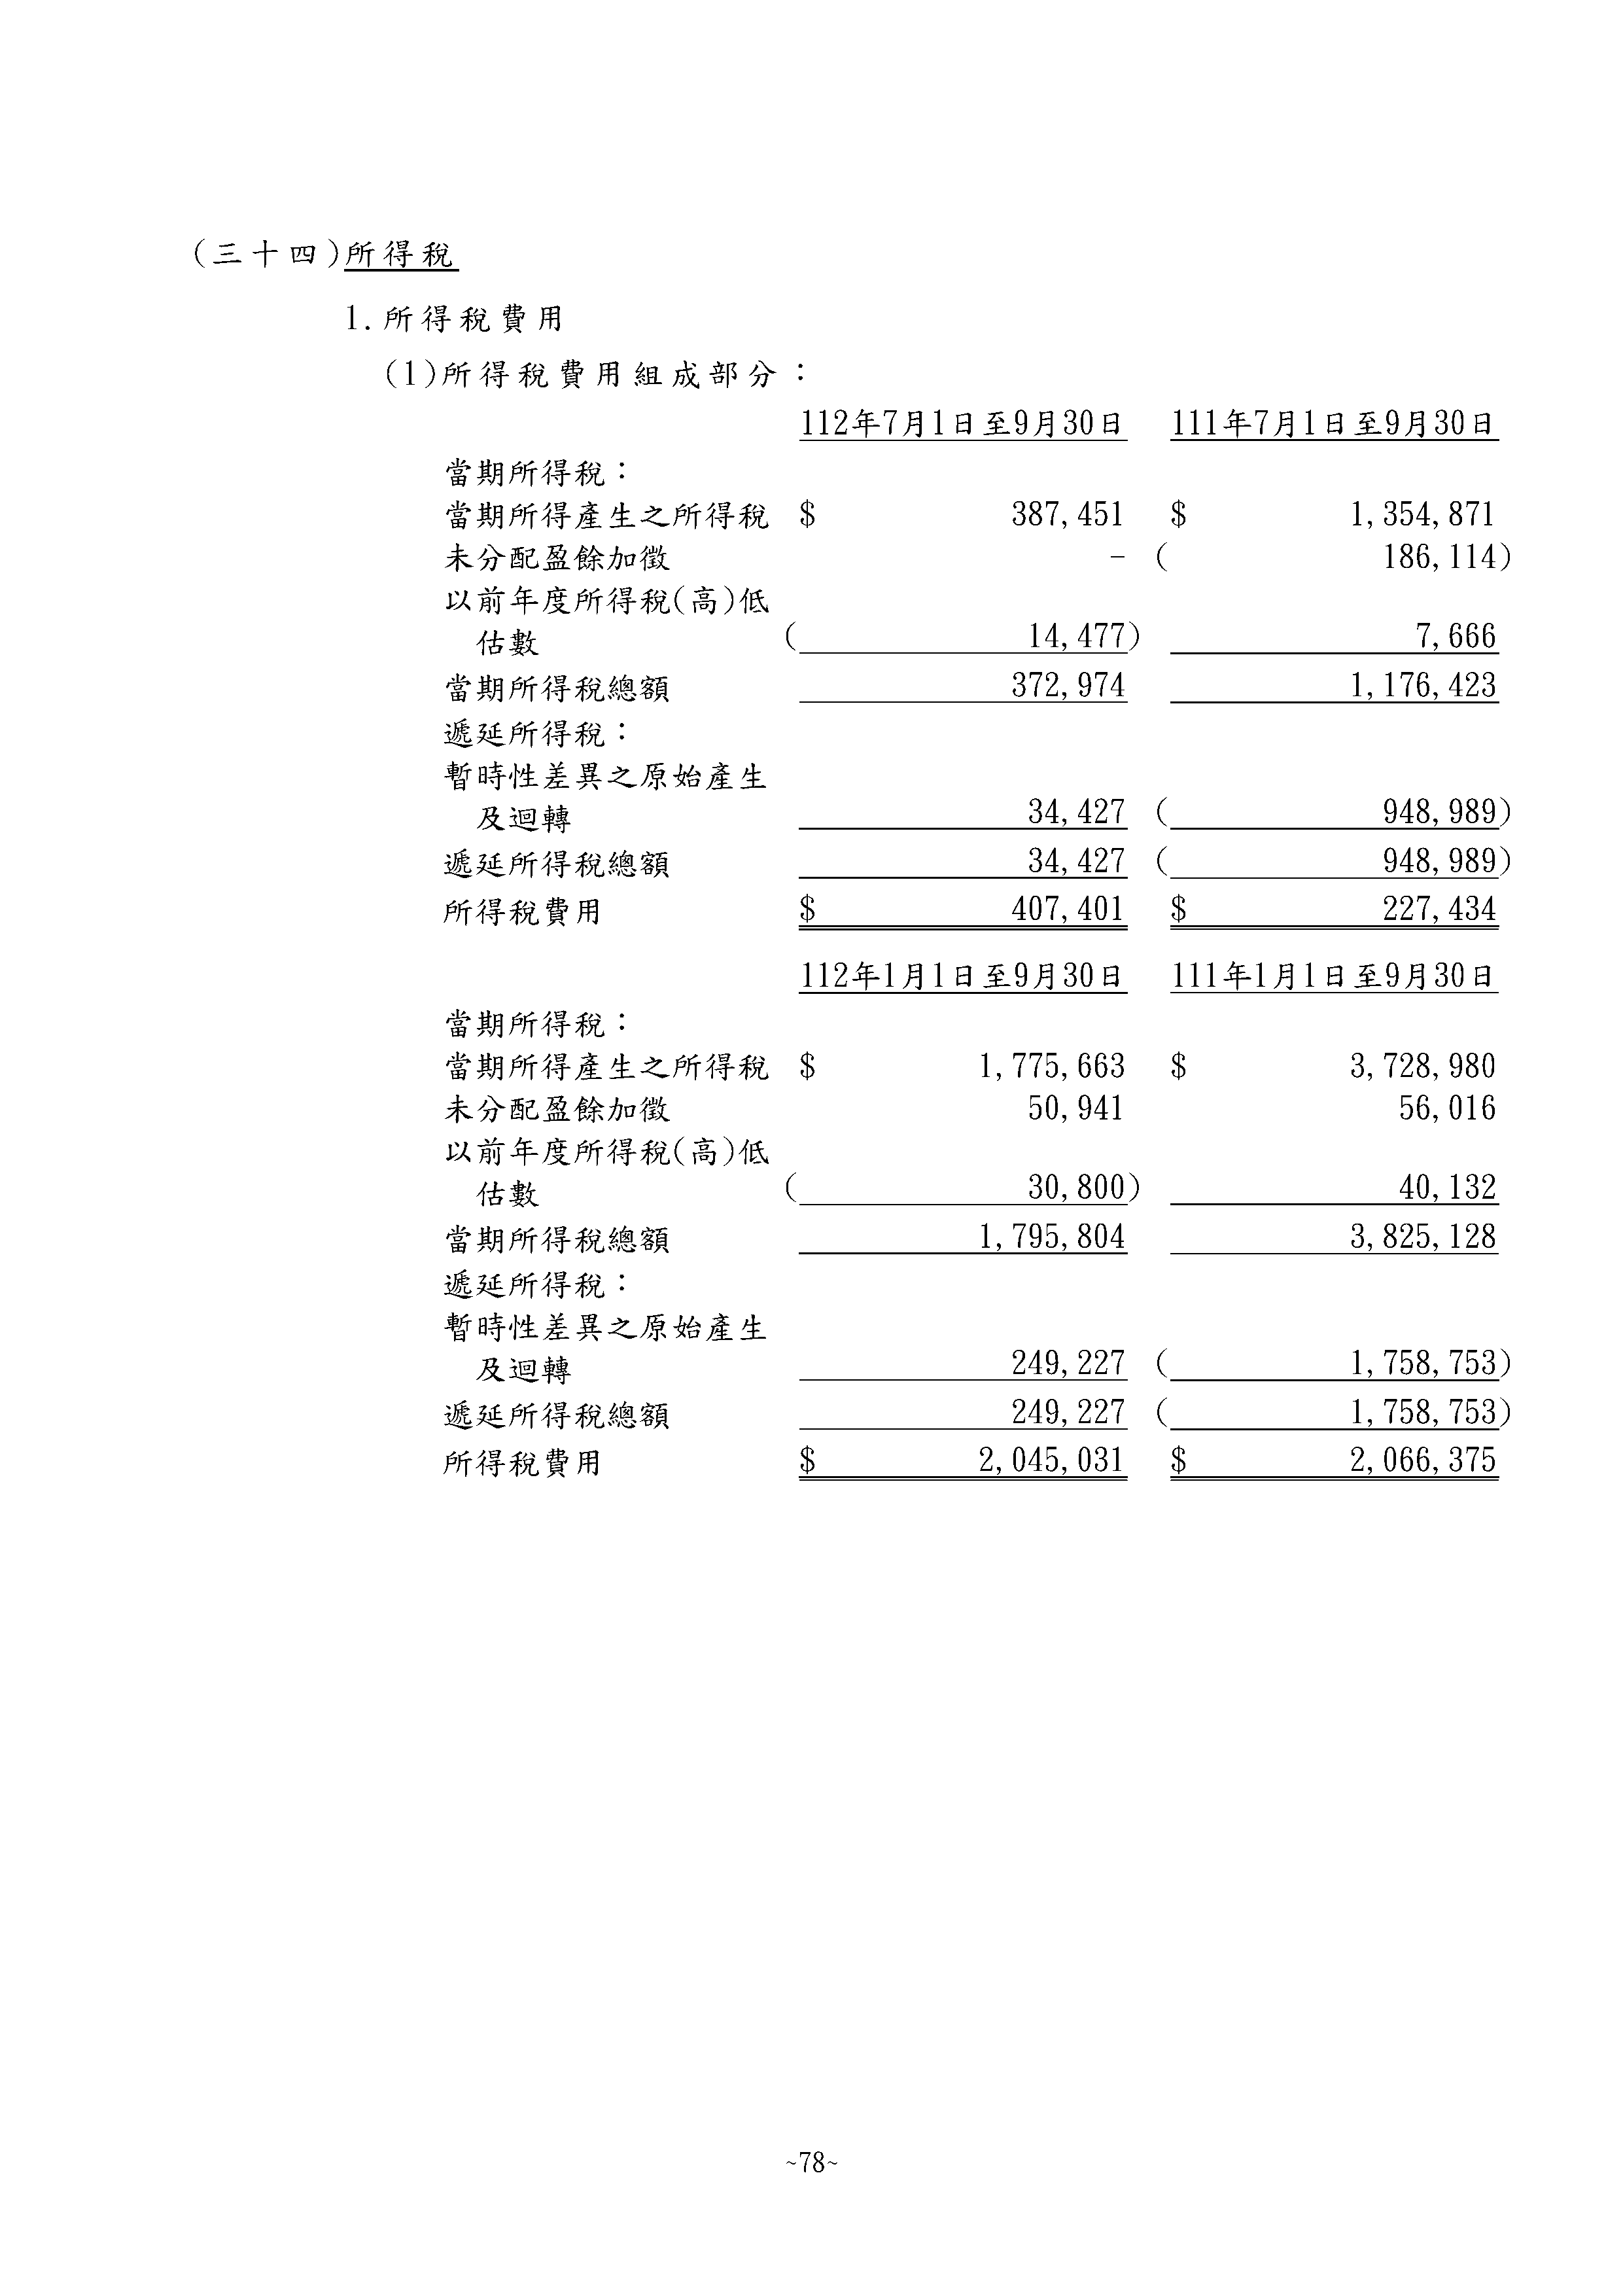 (三十四)所得稅
1.所得稅費用
(1)所得稅費用組成部分：
112年7月1日至9月30日 111年7月1日至9月30日
當期所得稅：
當期所得產生之所得稅 $ 387,451 $ 1,354,871
未分配盈餘加徵 - ( 186,114)
以前年度所得稅(高)低
估數 ( 14,477) 7,666
當期所得稅總額 372,974 1,176,423
遞延所得稅：
暫時性差異之原始產生
及迴轉 34,427 ( 948,989)
遞延所得稅總額 34,427 ( 948,989)
所得稅費用 $ 407,401 $ 227,434
112年1月1日至9月30日 111年1月1日至9月30日
當期所得稅：
當期所得產生之所得稅 $ 1,775,663 $ 3,728,980
未分配盈餘加徵 50,941 56,016
以前年度所得稅(高)低
估數 ( 30,800) 40,132
當期所得稅總額 1,795,804 3,825,128
遞延所得稅：
暫時性差異之原始產生
及迴轉 249,227 ( 1,758,753)
遞延所得稅總額 249,227 ( 1,758,753)
所得稅費用 $ 2,045,031 $ 2,066,375
~78~